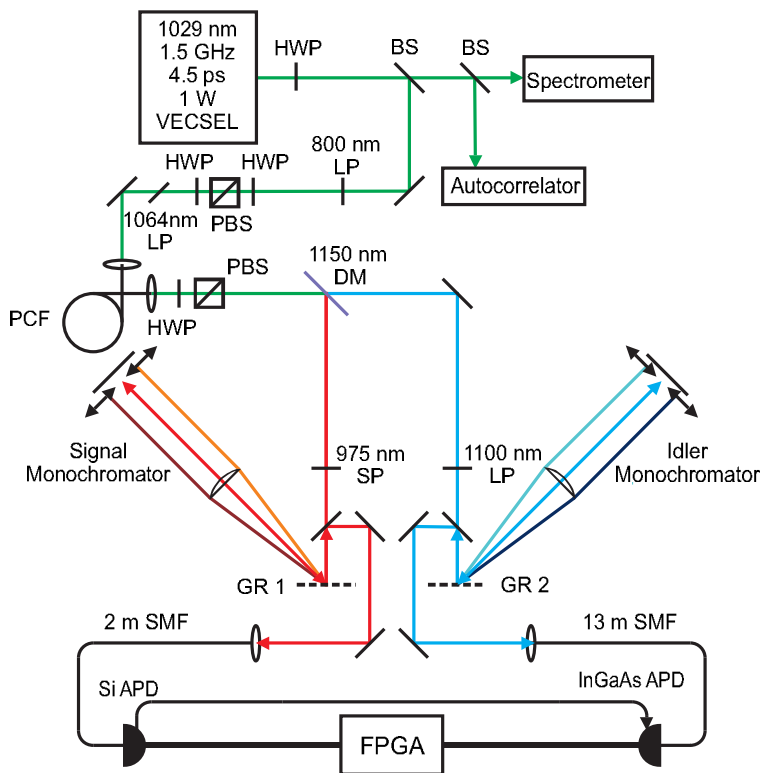 1029 nm
1.5 GHz
4.5 ps
1 W
VECSEL
HWP
BS
BS
Spectrometer
Autocorrelator
800 nm
LP
HWP
HWP
PBS
1064nm
LP
1150 nm
DM
PBS
HWP
PCF
Signal
Monochromator
975 nm
SP
1100 nm
LP
Idler
Monochromator
GR 1
GR 2
2 m SMF
13 m SMF
Si APD
InGaAs APD
FPGA